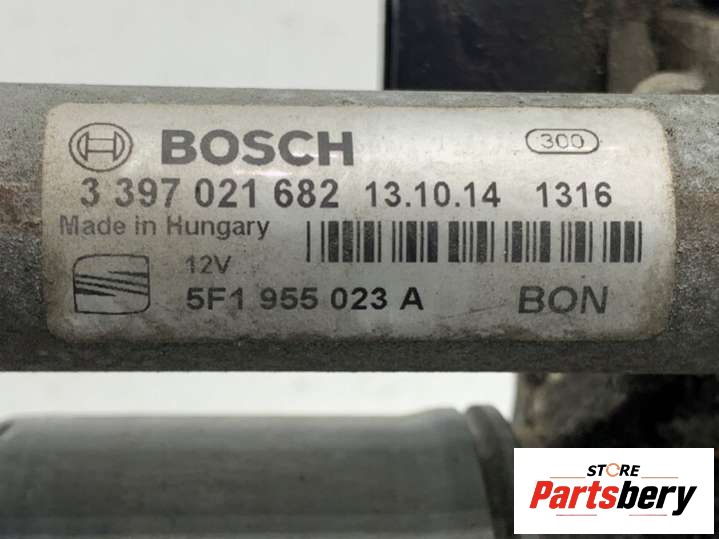 BOSCH 300
3 397 021 682 13.10.14 1316
Made in Hungary
12V
5F1 955 023 A BON
STORE
Partsbery